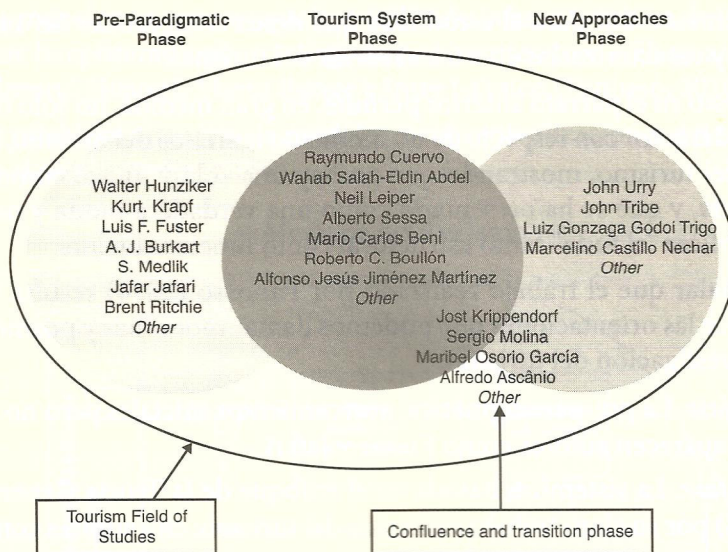 Pre-Paradigmatic
Phase
Tourism System
Phase
New Approaches
Phase
Walter Hunziker
Kurt. Krapf
Luis F. Fuster
A. J. Burkart
S. Medlik
Jafar Jafari
Brent Ritchie
Other
Raymundo Cuervo
Wahab Salah-Eldin Abdel
Neil Leiper
Alberto Sessa
Mario Carlos Beni
Roberto C. Boullón
Alfonso Jesús Jiménez Martínez
Other
John Urry
John Tribe
Luiz Gonzaga Godoi Trigo
Marcelino Castillo Nechar
Other
Jost Krippendorf
Sergio Molina
Maribel Osorio García
Alfredo Ascânio
Other
Tourism Field of
Studies
Confluence and transition phase